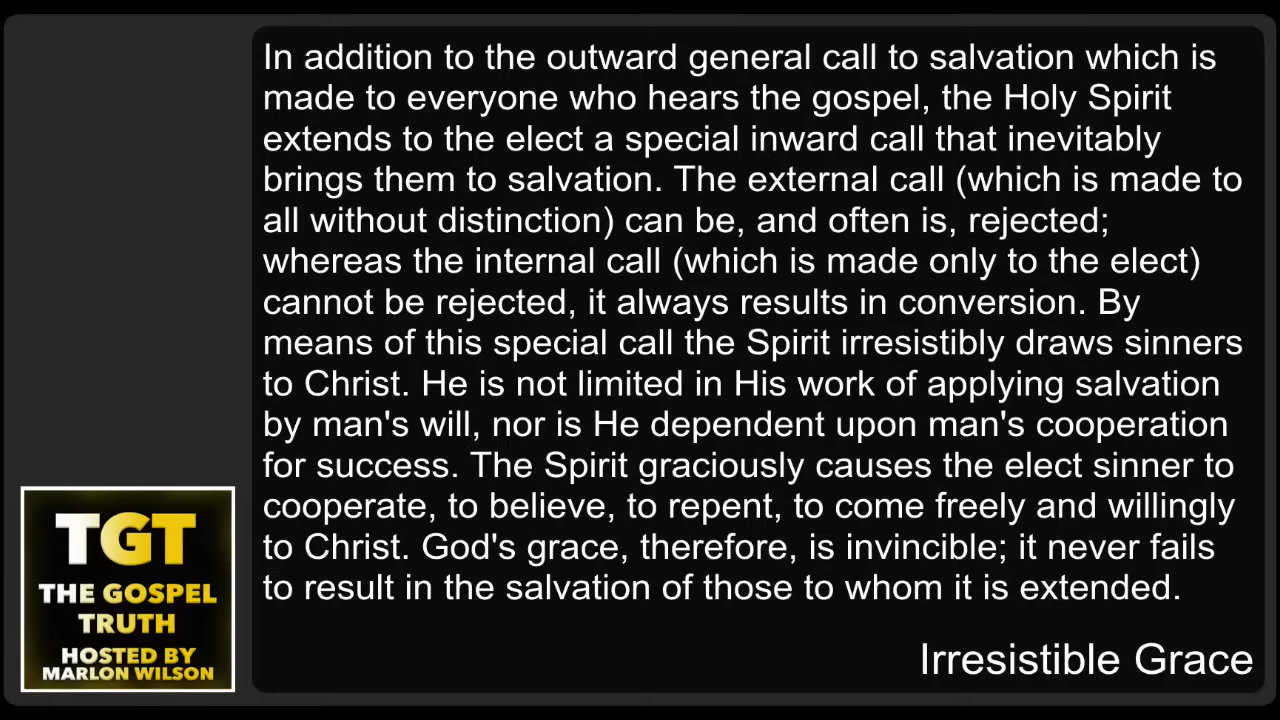 In addition to the outward general call to salvation which is
made to everyone who hears the gospel, the Holy Spirit
extends to the elect a special inward call that inevitably
brings them to salvation. The external call (which is made to
all without distinction) can be, and often is, rejected;
whereas the internal call (which is made only to the elect)
cannot be rejected, it always results in conversion. By
means of this special call the Spirit irresistibly draws sinners
to Christ. He is not limited in His work of applying salvation
by man's will, nor is He dependent upon man's cooperation
for success. The Spirit graciously causes the elect sinner to
cooperate, to believe, to repent, to come freely and willingly
to Christ. God's grace, therefore, is invincible; it never fails
to result in the salvation of those to whom it is extended.
Irresistible Grace
TGT
THE GOSPEL
TRUTH
HOSTED BY
MARLON WILSON